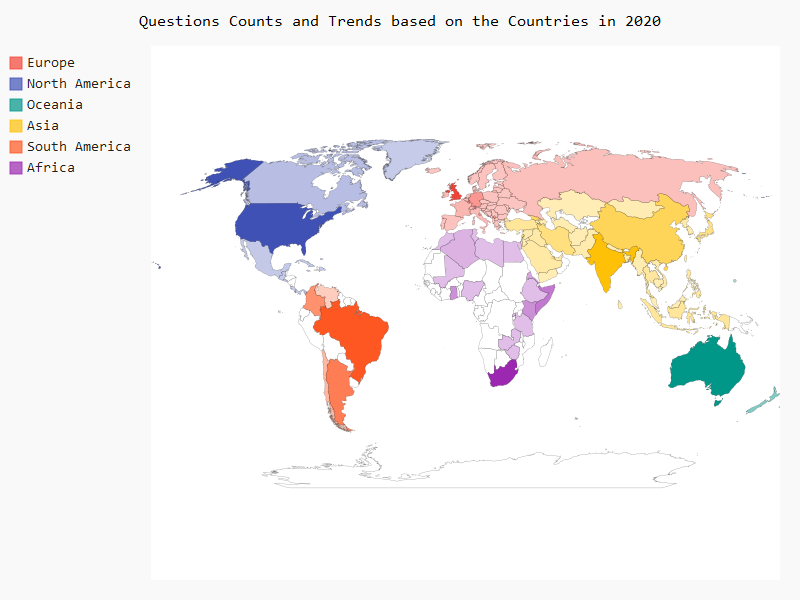 Questions Counts and Trends based on the Countries in 2020
Europe
North America
Oceania
Asia
South America
Africa